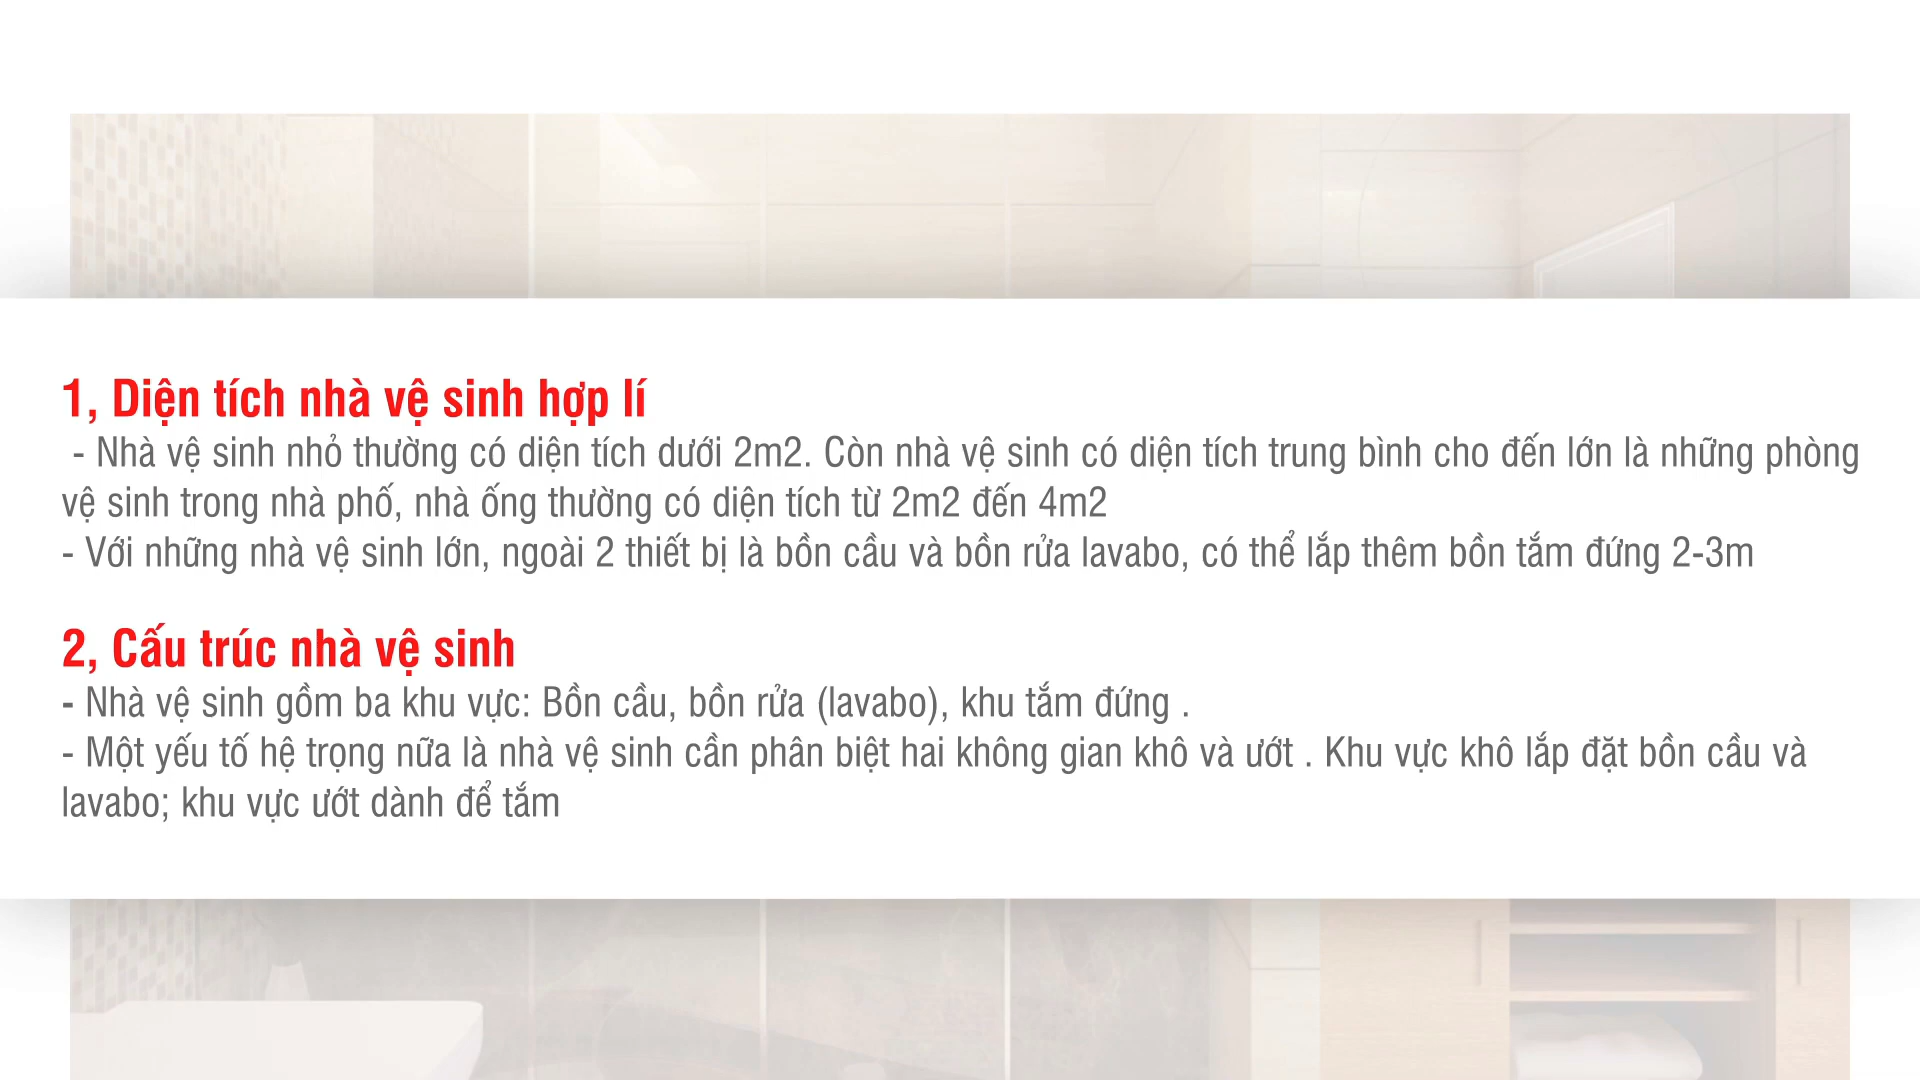 1, Diện tích nhà vệ sinh hợp lí
- Nhà vệ sinh nhỏ thường có diện tích dưới 2m2. Còn nhà vệ sinh có diện tích trung bình cho đến lớn là những phòng
vệ sinh trong nhà phố, nhà ống thường có diện tích từ 2m2 đến 4m2
- Với những nhà vệ sinh lớn, ngoài 2 thiết bị là bồn cầu và bồn rửa lavabo, có thể lắp thêm bồn tắm đứng 2-3m
2, Cấu trúc nhà vệ sinh
- Nhà vệ sinh gồm ba khu vực: Bồn cầu, bồn rửa (lavabo), khu tắm đứng .
- Một yếu tố hệ trọng nữa là nhà vệ sinh cần phân biệt hai không gian khô và ướt . Khu vực khô lắp đặt bồn cầu và
lavabo; khu vực ướt dành để tắm